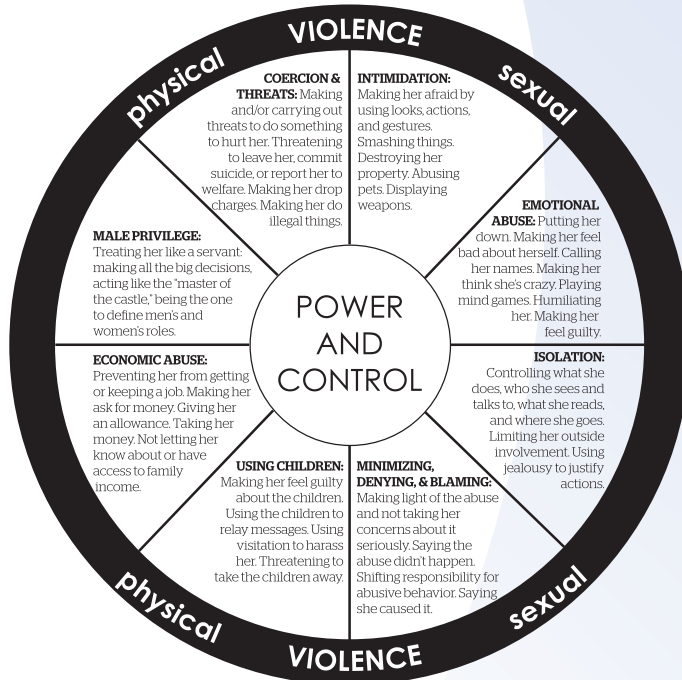 VIOLENCE
physical
sexual
COERCION &
THREATS: Making
and/or carrying out
threats to do something
to hurt her. Threatening
to leave her, commit
suicide, or report her to
welfare. Making her drop
charges. Making her do
illegal things.
INTIMIDATION:
Making her afraid by
using looks, actions,
and gestures.
Smashing things.
Destroying her
property. Abusing
pets. Displaying
weapons.
EMOTIONAL
ABUSE: Putting her
down. Making her feel
bad about herself. Calling
her names. Making her
think she's crazy. Playing
mind games. Humiliating
her. Making her
feel guilty.
ISOLATION:
Controlling what she
does, who she sees and
talks to, what she reads,
and where she goes.
Limiting her outside
involvement. Using
jealousy to justify
actions.
MINIMIZING,
DENYING, & BLAMING:
Making light of the abuse
and not taking her
concerns about it
seriously. Saying the
abuse didn't happen.
Shifting responsibility for
abusive behavior. Saying
she caused it.
USING CHILDREN:
Making her feel guilty
about the children.
Using the children to
relay messages. Using
visitation to harass
her. Threatening to
take the children away.
ECONOMIC ABUSE:
Preventing her from getting
or keeping a job. Making her
ask for money. Giving her
an allowance. Taking her
money. Not letting her
know about or have
access to family
income.
MALE PRIVILEGE:
Treating her like a servant:
making all the big decisions,
acting like the "master of
the castle," being the one
to define men's and
women's roles.
POWER
AND
CONTROL
physical
VIOLENCE
sexual